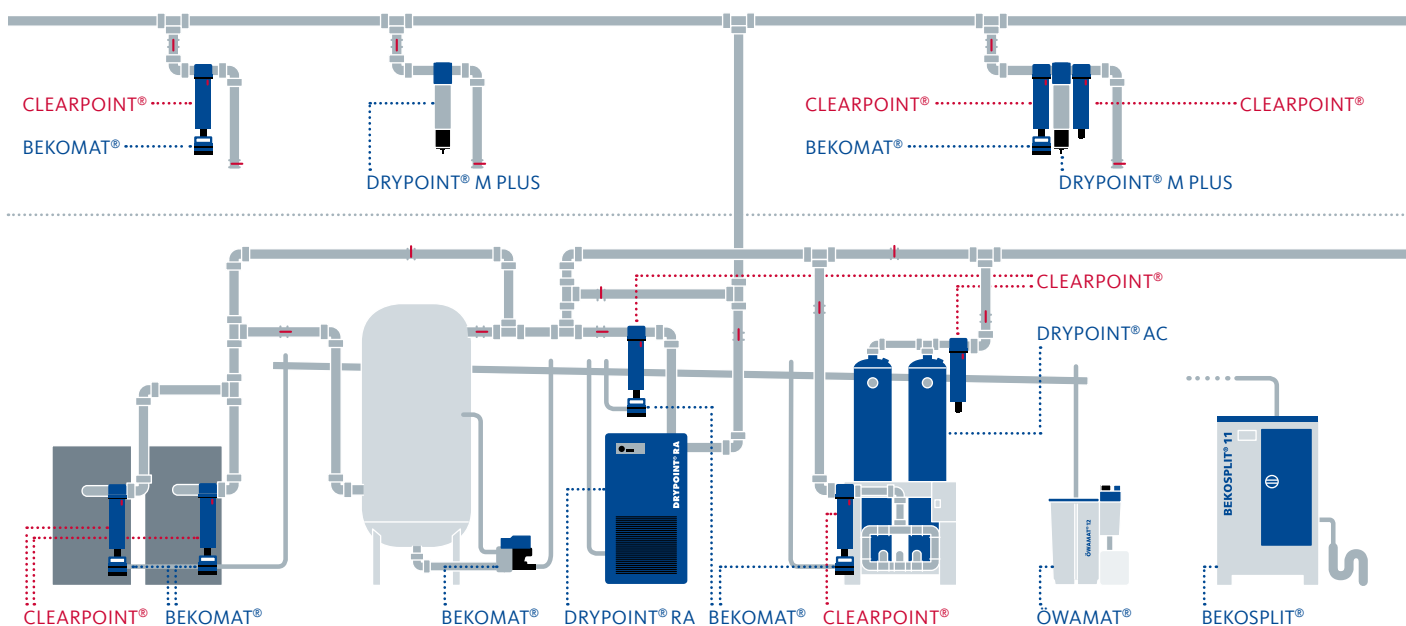 CLEARPOINT®
CLEARPOINT®
CLEARPOINT®
BEKOMAT®
BEKOMAT®
DRYPOINT® M PLUS
DRYPOINT® M PLUS
CLEARPOINT®
DRYPOINT® AC
DRYPOINT® RA
BEKOSPLIT® 11
ÖWAMAT® 12
CLEARPOINT®
BEKOMAT®
BEKOMAT®
DRYPOINT® RA
BEKOMAT®
CLEARPOINT®
ÖWAMAT®
BEKOSPLIT®